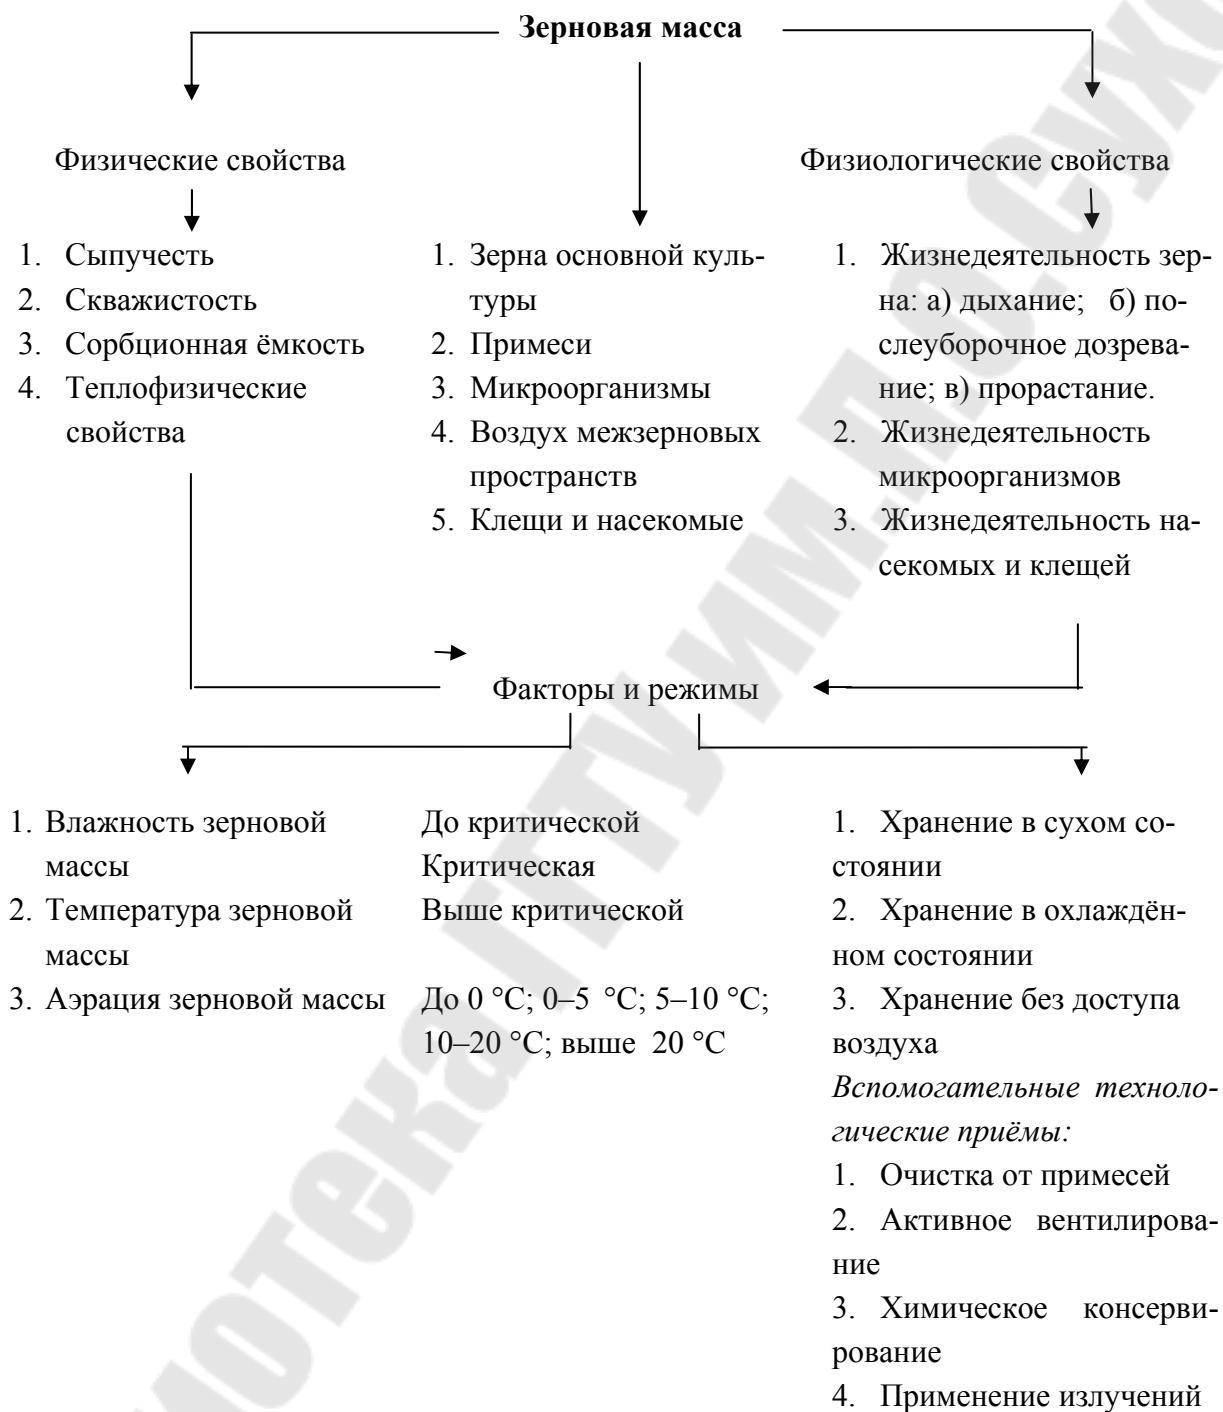 Зерновая масса
Физические свойства
Физиологические свойства
1. Сыпучесть
2. Скважистость
3. Сорбционная ёмкость
4. Теплофизические
свойства
1. Зерна основной куль-
туры
2. Примеси
3. Микроорганизмы
4. Воздух межзерновых
пространств
5. Клещи и насекомые
1. Жизнедеятельность зер-
на: а) дыхание; б) по-
слеуборочное дозрева-
ние; в) прорастание.
2. Жизнедеятельность
микроорганизмов
3. Жизнедеятельность на-
секомых и клещей
Факторы и режимы
1. Влажность зерновой
массы
2. Температура зерновой
массы
3. Аэрация зерновой массы
До критической
Критическая
Выше критической
До 0 °C; 0–5 °C; 5–10 °C;
10–20 °C; выше 20 °C
1. Хранение в сухом со-
стоянии
2. Хранение в охлаждён-
ном состоянии
3. Хранение без доступа
воздуха
Вспомогательные техноло-
гические приёмы:
1. Очистка от примесей
2. Активное вентилирова-
ние
3. Химическое консерви-
рование
4. Применение излучений